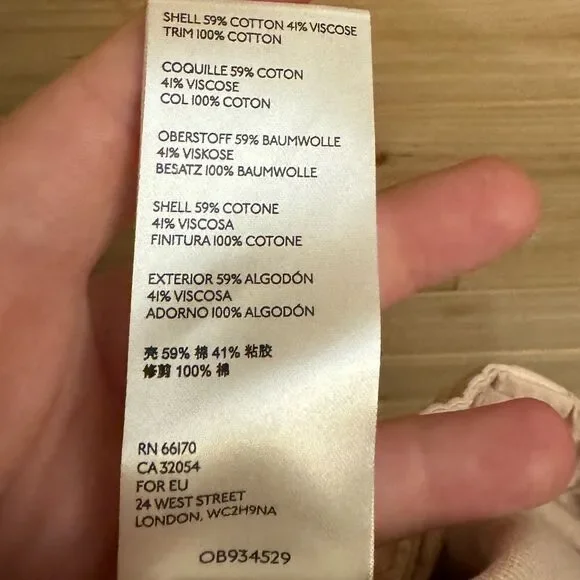 SHELL 59% COTTON 41% VISCOSE
TRIM 100% COTTON
COQUILLE 59% COTON
41% VISCOSE
COL 100% COTON
OBERSTOFF 59% BAUMWOLLE
41% VISKOSE
BESATZ 100% BAUMWOLLE
SHELL 59% COTONE
41% VISCOSA
FINITURA 100% COTONE
EXTERIOR 59% ALGODÓN
41% VISCOSA
ADORNO 100% ALGODÓN
壳 59% 棉 41% 粘胶
修剪 100% 棉
RN 66170
CA 32054
FOR EU
24 WEST STREET
LONDON, WC2H9NA
OB934529